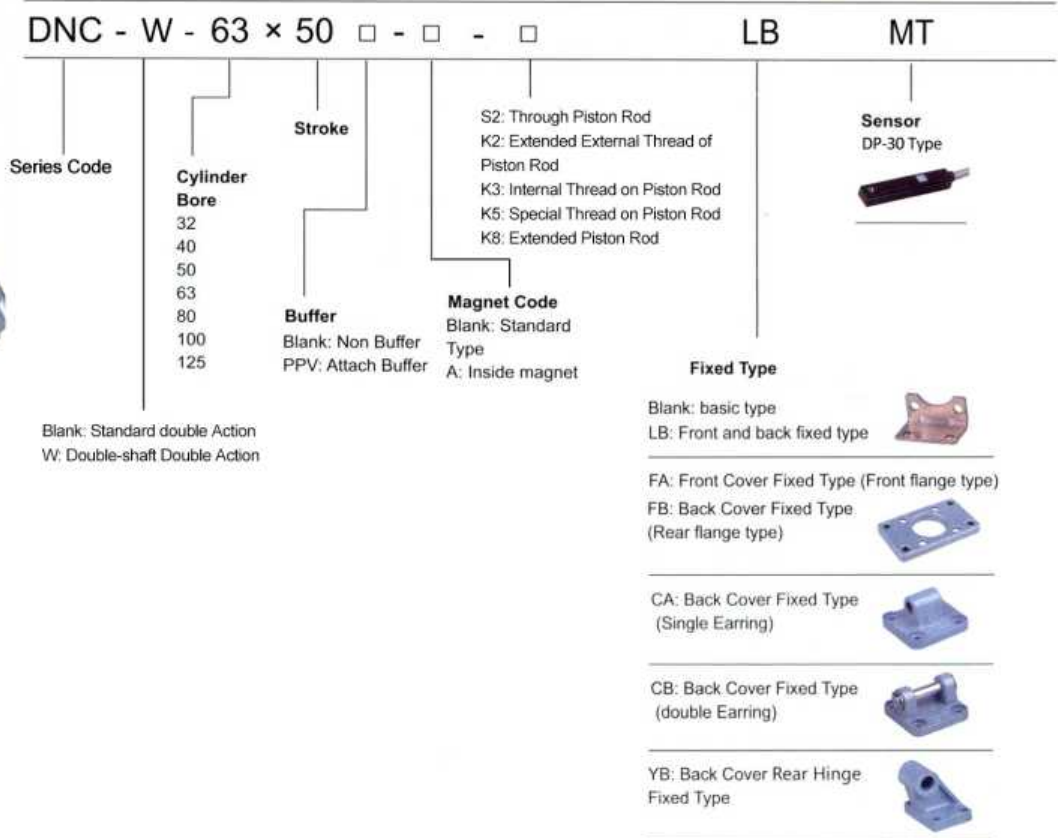 DNC - W - 63 × 50 □ - □ - □ LB MT
Series Code
Cylinder
Bore
32
40
50
63
80
100
125
Stroke
S2: Through Piston Rod
K2: Extended External Thread of
Piston Rod
K3: Internal Thread on Piston Rod
K5: Special Thread on Piston Rod
K8: Extended Piston Rod
Sensor
DP-30 Type
Buffer
Blank: Non Buffer
PPV: Attach Buffer
Magnet Code
Blank: Standard
Type
A: Inside magnet
Blank: Standard double Action
W: Double-shaft Double Action
Fixed Type
Blank: basic type
LB: Front and back fixed type
FA: Front Cover Fixed Type (Front flange type)
FB: Back Cover Fixed Type
(Rear flange type)
CA: Back Cover Fixed Type
(Single Earring)
CB: Back Cover Fixed Type
(double Earring)
YB: Back Cover Rear Hinge
Fixed Type